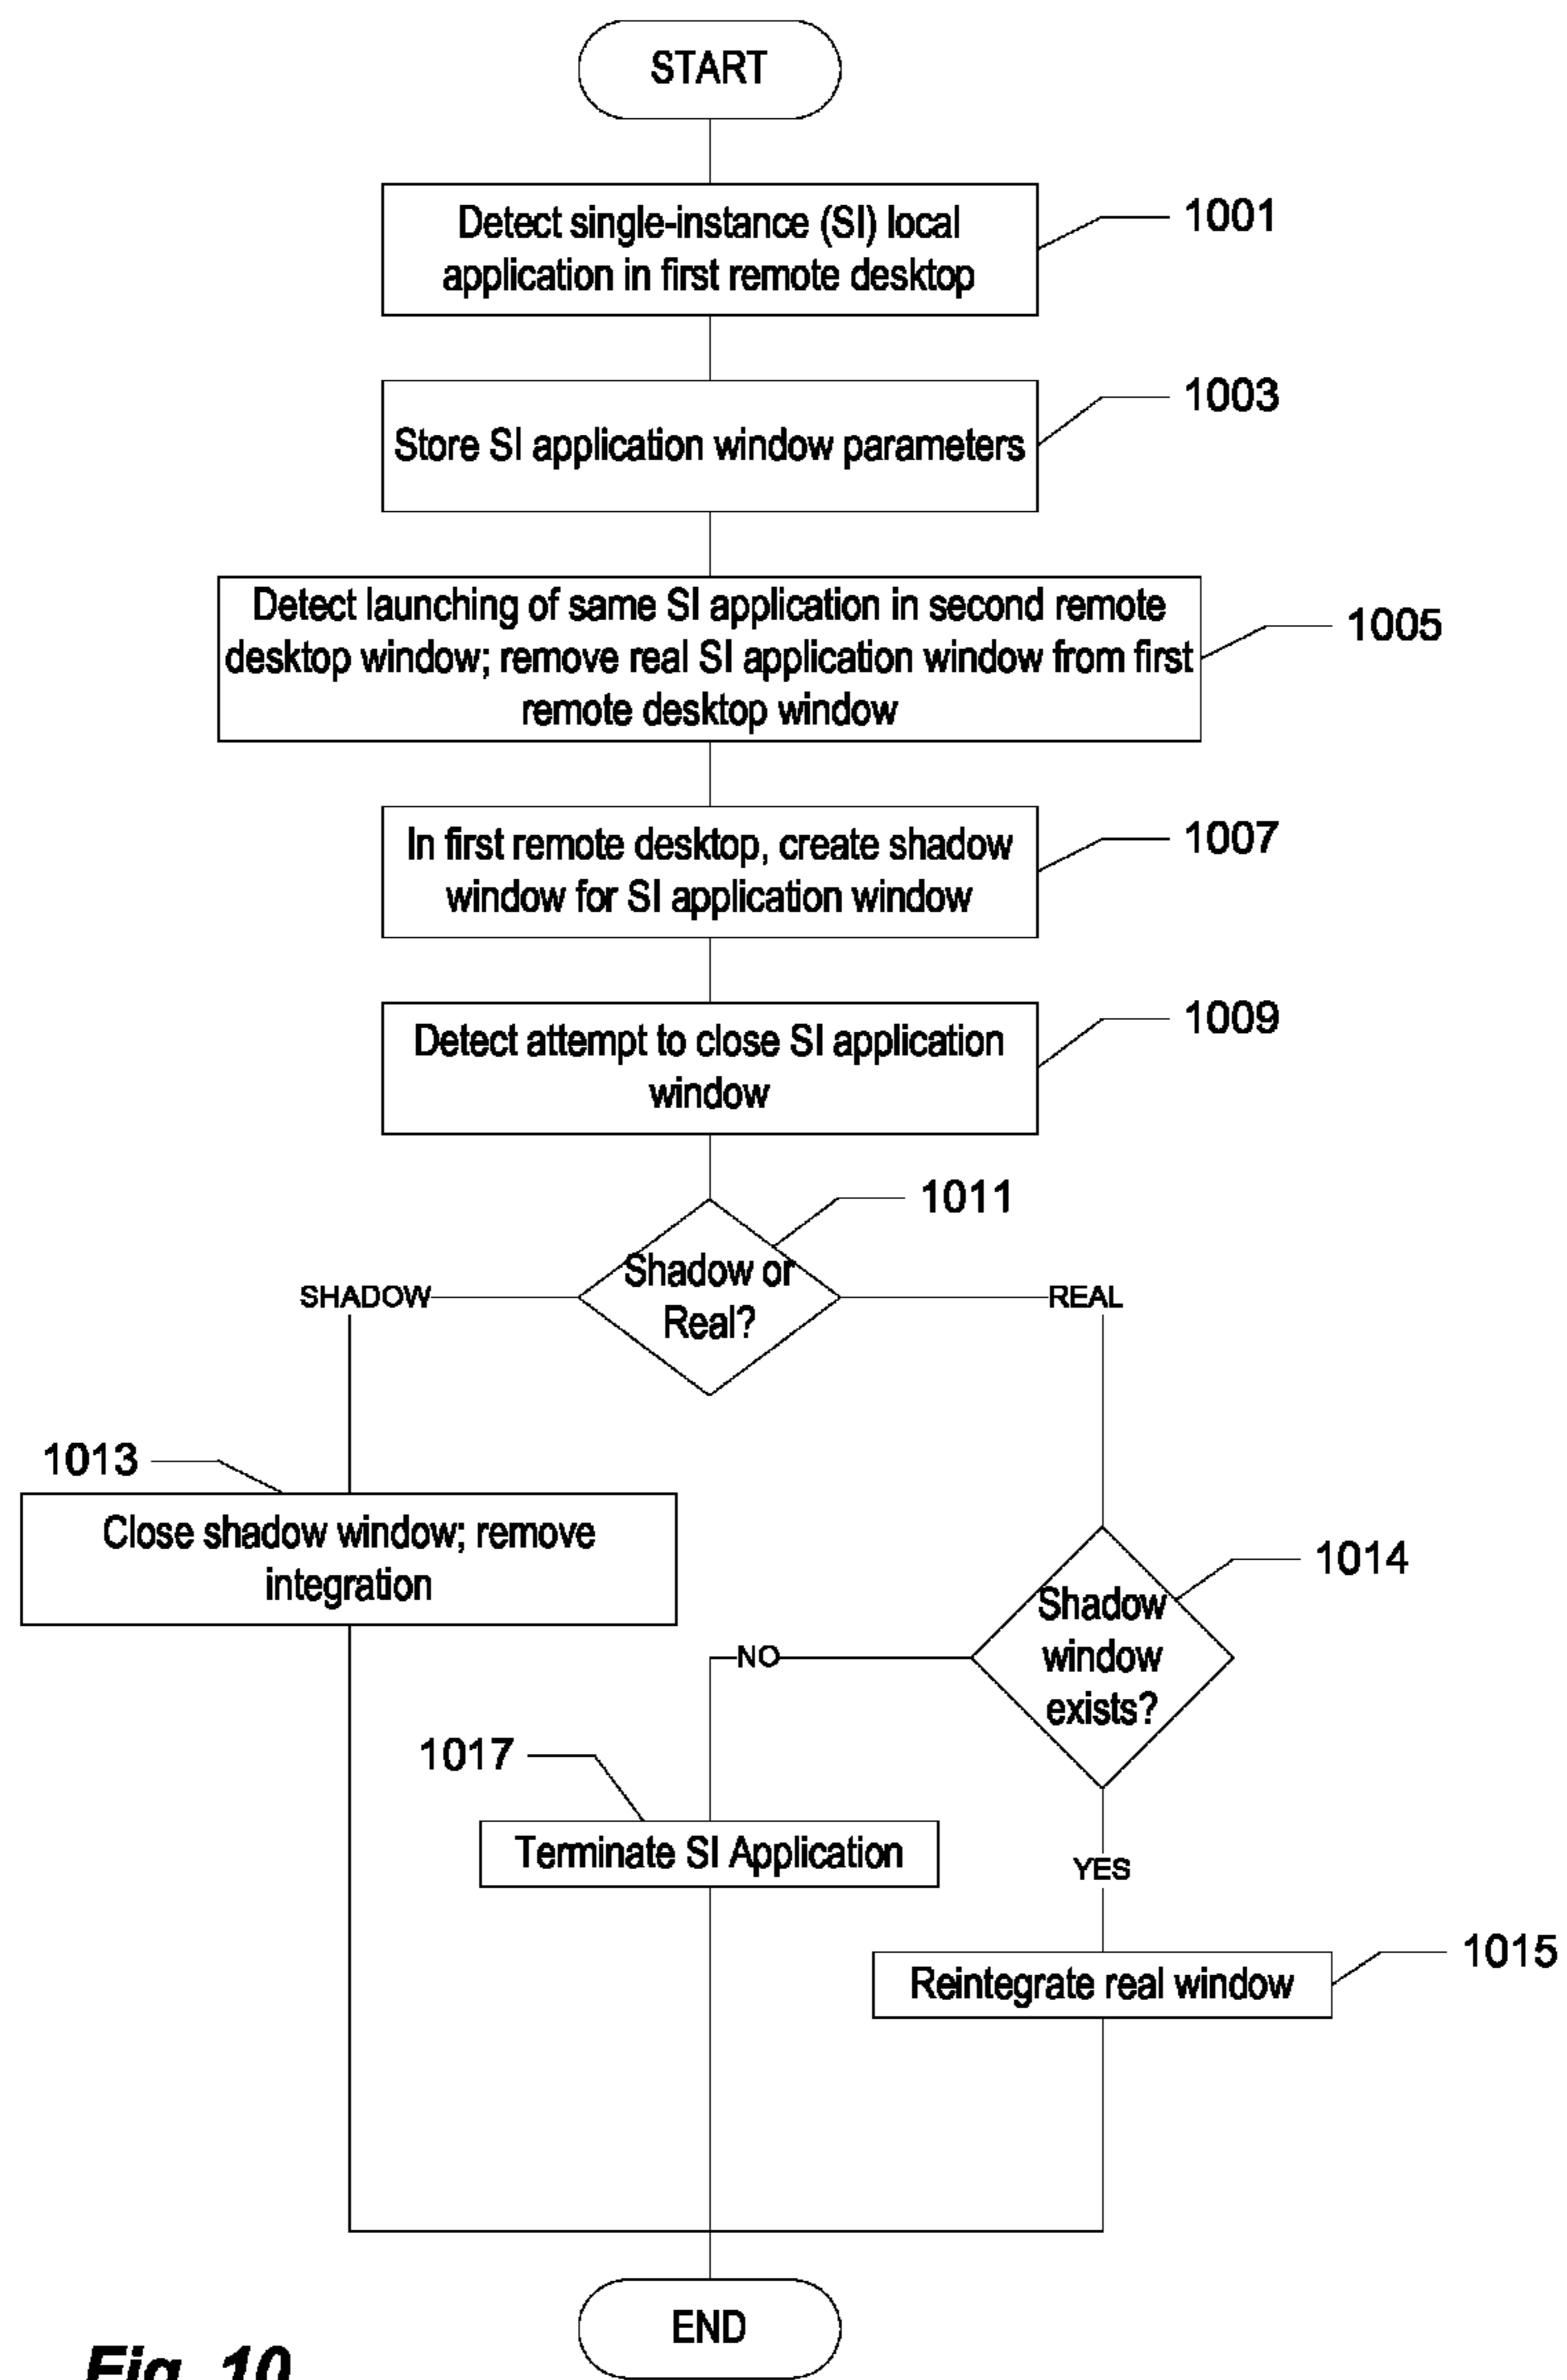 START
Detect single-instance (SI) local
application in first remote desktop
1001
Store SI application window parameters
1003
Detect launching of same SI application in second remote
desktop window; remove real SI application window from first
remote desktop window
1005
In first remote desktop, create shadow
window for SI application window
1007
Detect attempt to close SI application
window
1009
1011
Shadow or
Real?
SHADOW
REAL
1013
Close shadow window; remove
integration
1014
Shadow
window
exists?
NO
1017
Terminate SI Application
YES
1015
Reintegrate real window
END
Fig. 10